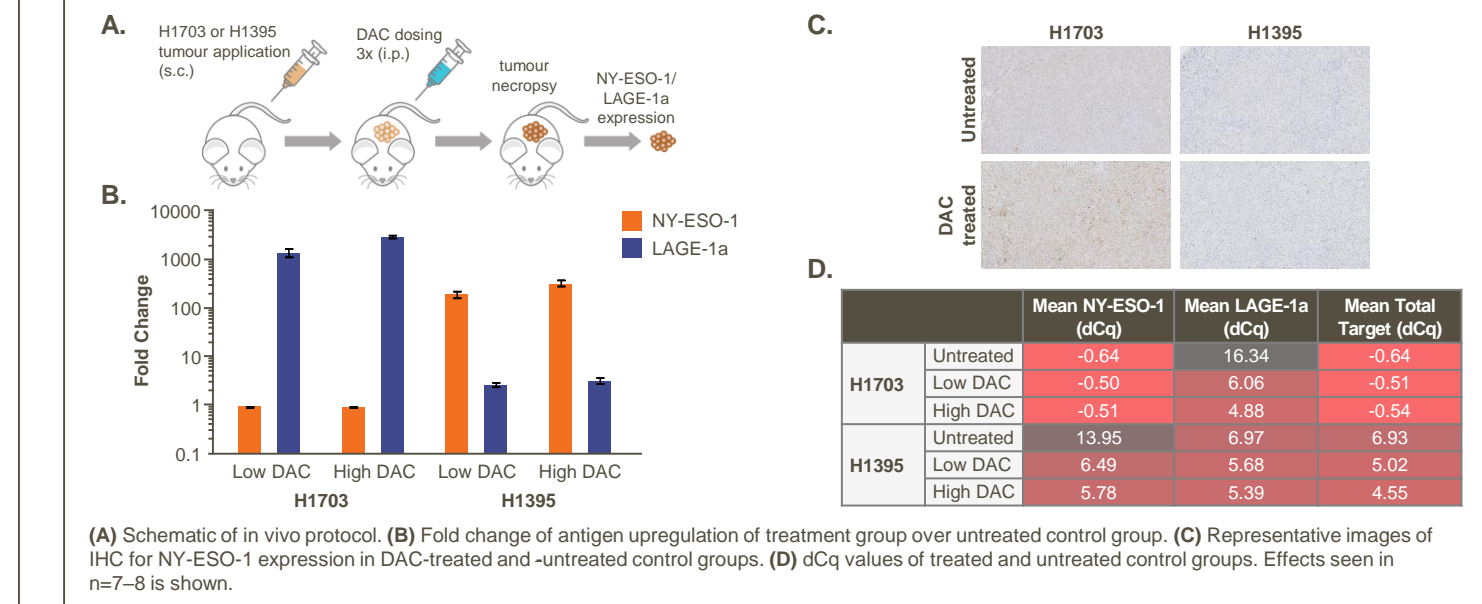 A.
H1703 or H1395
tumour application
(s.c.)
DAC dosing
3x (i.p.)
tumour
necropsy
NY-ESO-1/
LAGE-1a
expression
B.
Fold Change
10000
1000
100
10
1
0.1
NY-ESO-1
LAGE-1a
Low DAC High DAC Low DAC High DAC
H1703 H1395
C.
H1703 H1395
Untreated
DAC
treated
D.
Mean NY-ESO-1 Mean LAGE-1a Mean Total
(dCq) (dCq) Target (dCq)
H1703
Untreated -0.64 16.34 -0.64
Low DAC -0.50 6.06 -0.51
High DAC -0.51 4.88 -0.54
H1395
Untreated 13.95 6.97 6.93
Low DAC 6.49 5.68 5.02
High DAC 5.78 5.39 4.55
(A) Schematic of in vivo protocol. (B) Fold change of antigen upregulation of treatment group over untreated control group. (C) Representative images of
IHC for NY-ESO-1 expression in DAC-treated and -untreated control groups. (D) dCq values of treated and untreated control groups. Effects seen in
n=7–8 is shown.